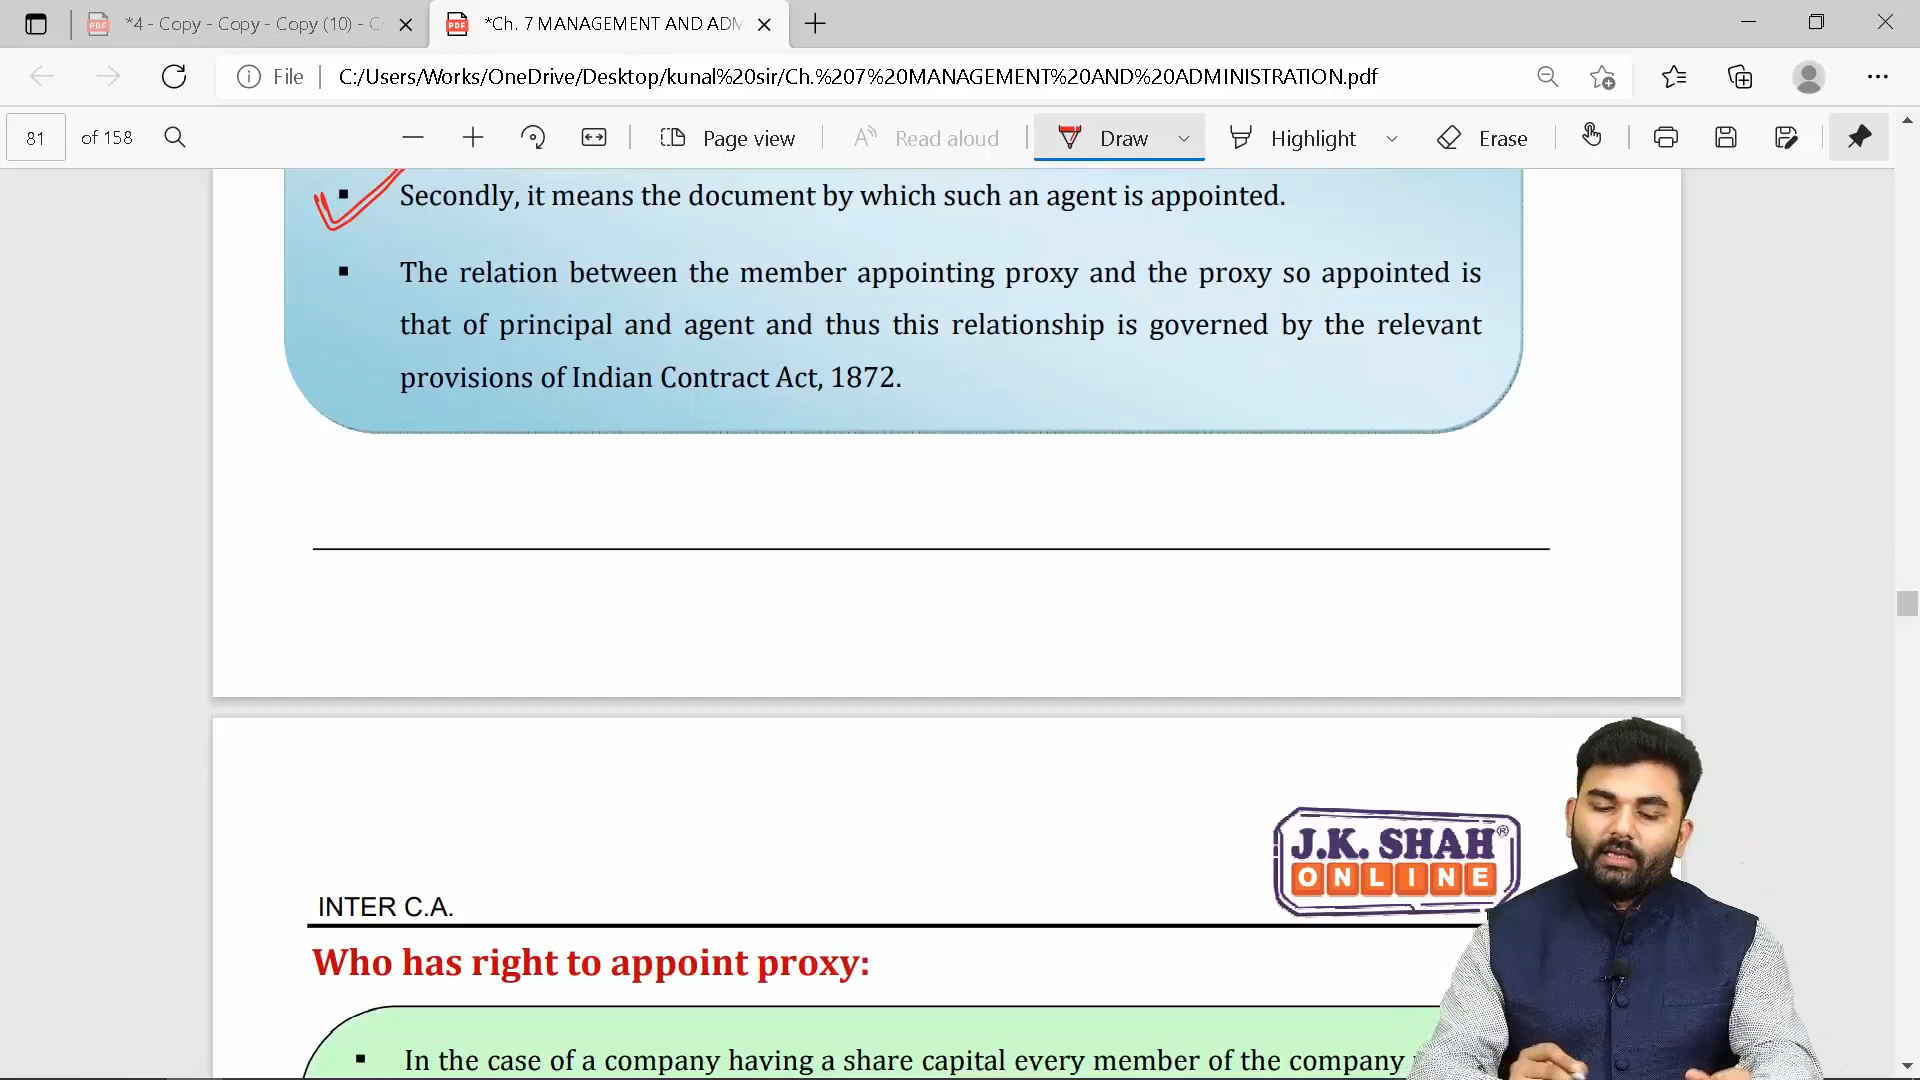 *4 - Copy - Copy - Copy (10) - C
*Ch. 7 MANAGEMENT AND ADM
File
C:/Users/Works/OneDrive/Desktop/kunal%20sir/Ch.%207%20MANAGEMENT%20AND%20ADMINISTRATION.pdf
81 of 158
Page view
Read aloud
Draw
Highlight
Erase
▪ Secondly, it means the document by which such an agent is appointed.
▪ The relation between the member appointing proxy and the proxy so appointed is
that of principal and agent and thus this relationship is governed by the relevant
provisions of Indian Contract Act, 1872.
J.K. SHAH®
ONLINE
INTER C.A.
Who has right to appoint proxy:
▪ In the case of a company having a share capital every member of the company